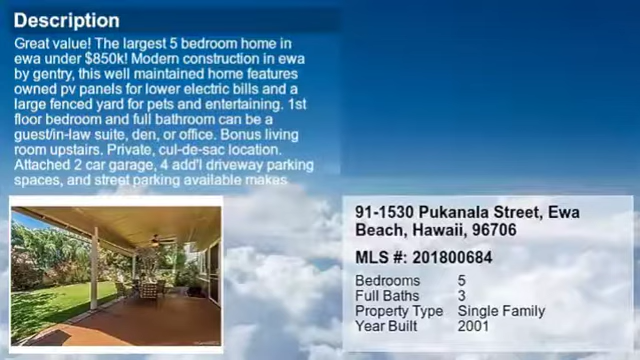 Description
Great value! The largest 5 bedroom home in
ewa under $850k! Modern construction in ewa
by gentry, this well maintained home features
owned pv panels for lower electric bills and a
large fenced yard for pets and entertaining. 1st
floor bedroom and full bathroom can be a
guest/in-law suite, den, or office. Bonus living
room upstairs. Private, cul-de-sac location.
Attached 2 car garage, 4 add'l driveway parking
spaces, and street parking available makes
91-1530 Pukanala Street, Ewa
Beach, Hawaii, 96706
MLS #: 201800684
Bedrooms 5
Full Baths 3
Property Type Single Family
Year Built 2001